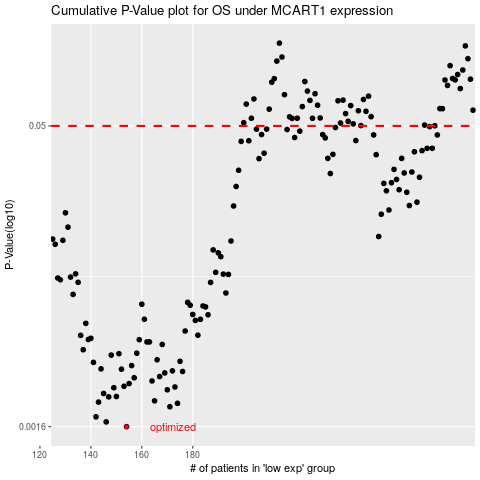 Cumulative P-Value plot for OS under MCART1 expression
P-Value(log10)
0.05
0.0016
optimized
120 140 160 180
# of patients in 'low exp' group